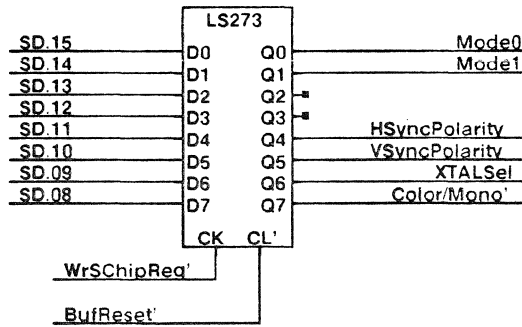 LS273
SD.15 D0 Q0 Mode0
SD.14 D1 Q1 Mode1
SD.13 D2 Q2
SD.12 D3 Q3
SD.11 D4 Q4 HSyncPolarity
SD.10 D5 Q5 VSyncPolarity
SD.09 D6 Q6 XTALSel
SD.08 D7 Q7 Color/Mono'
CK CL'
WrSChipReg'
BufReset'